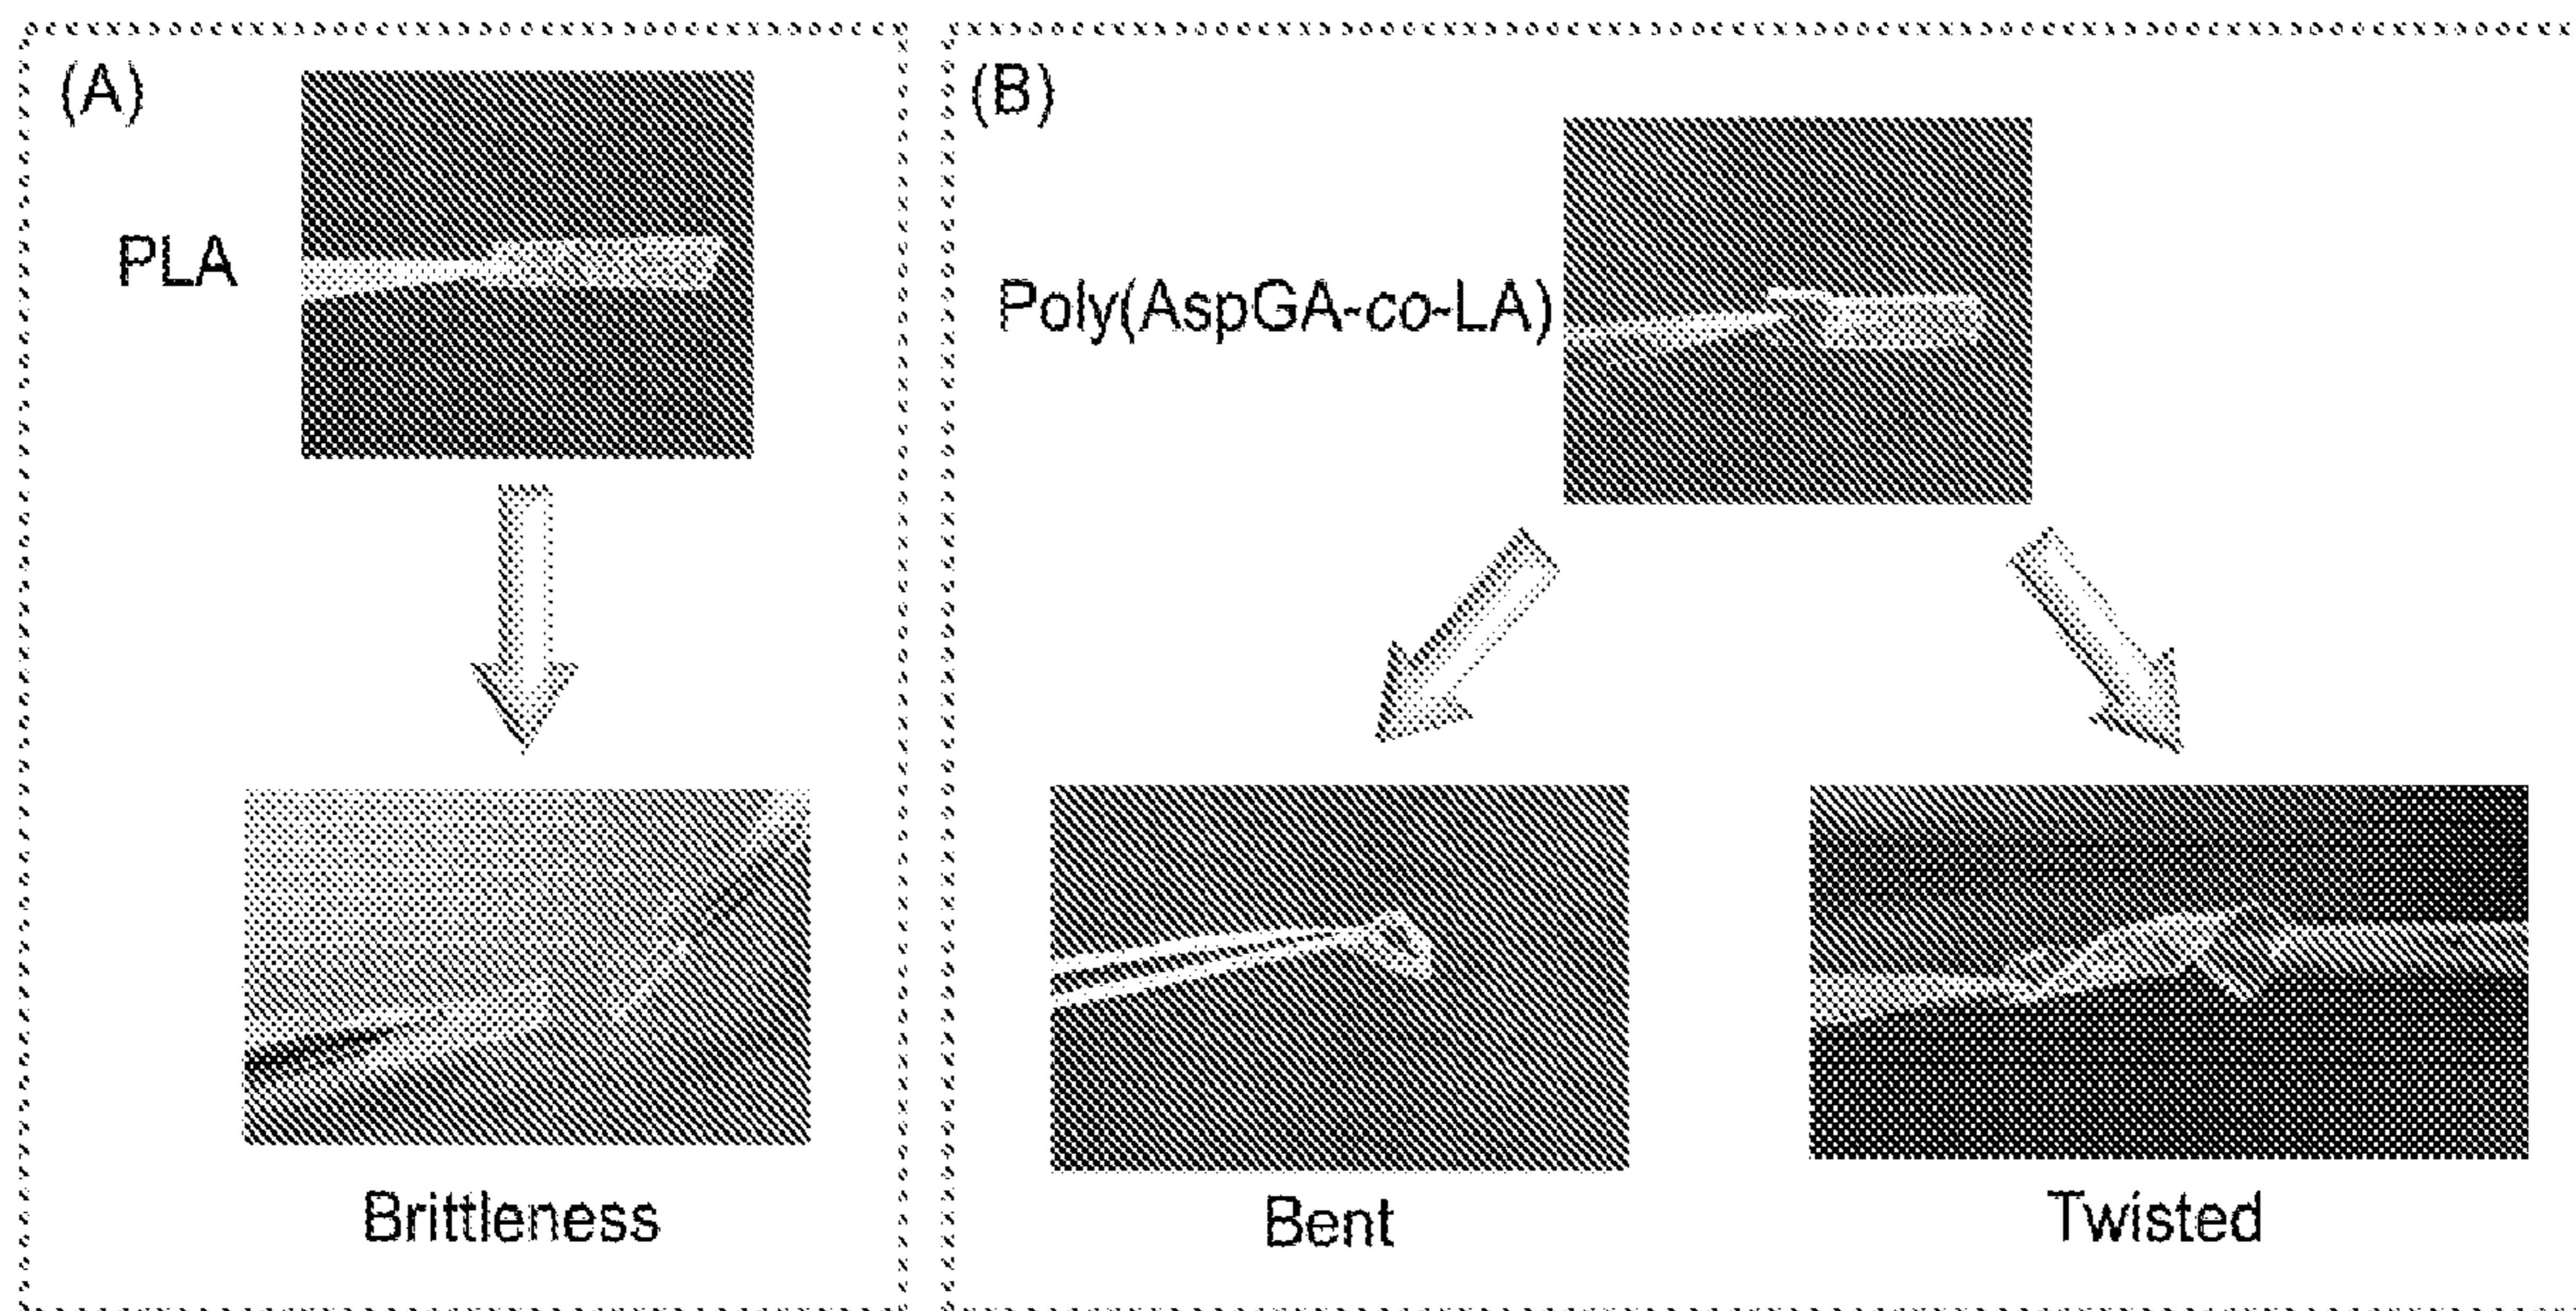 (A)
PLA
Brittleness
(B)
Poly(AspGA-co-LA)
Bent
Twisted